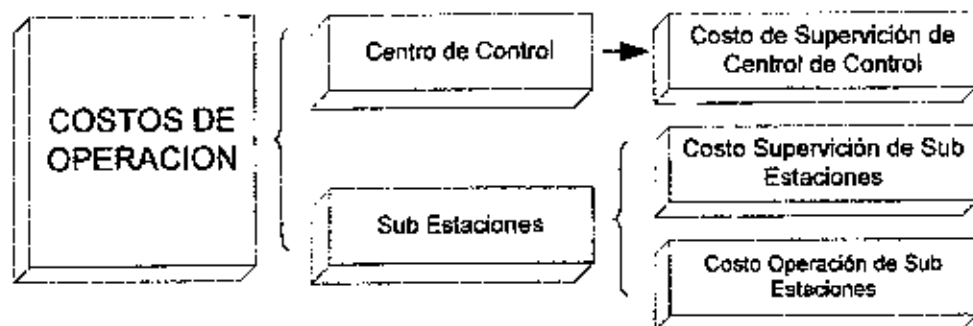 COSTOS DE
OPERACION
Centro de Control
Costo de Supervición de
Central de Control
Sub Estaciones
Costo Supervición de Sub
Estaciones
Costo Operación de Sub
Estaciones